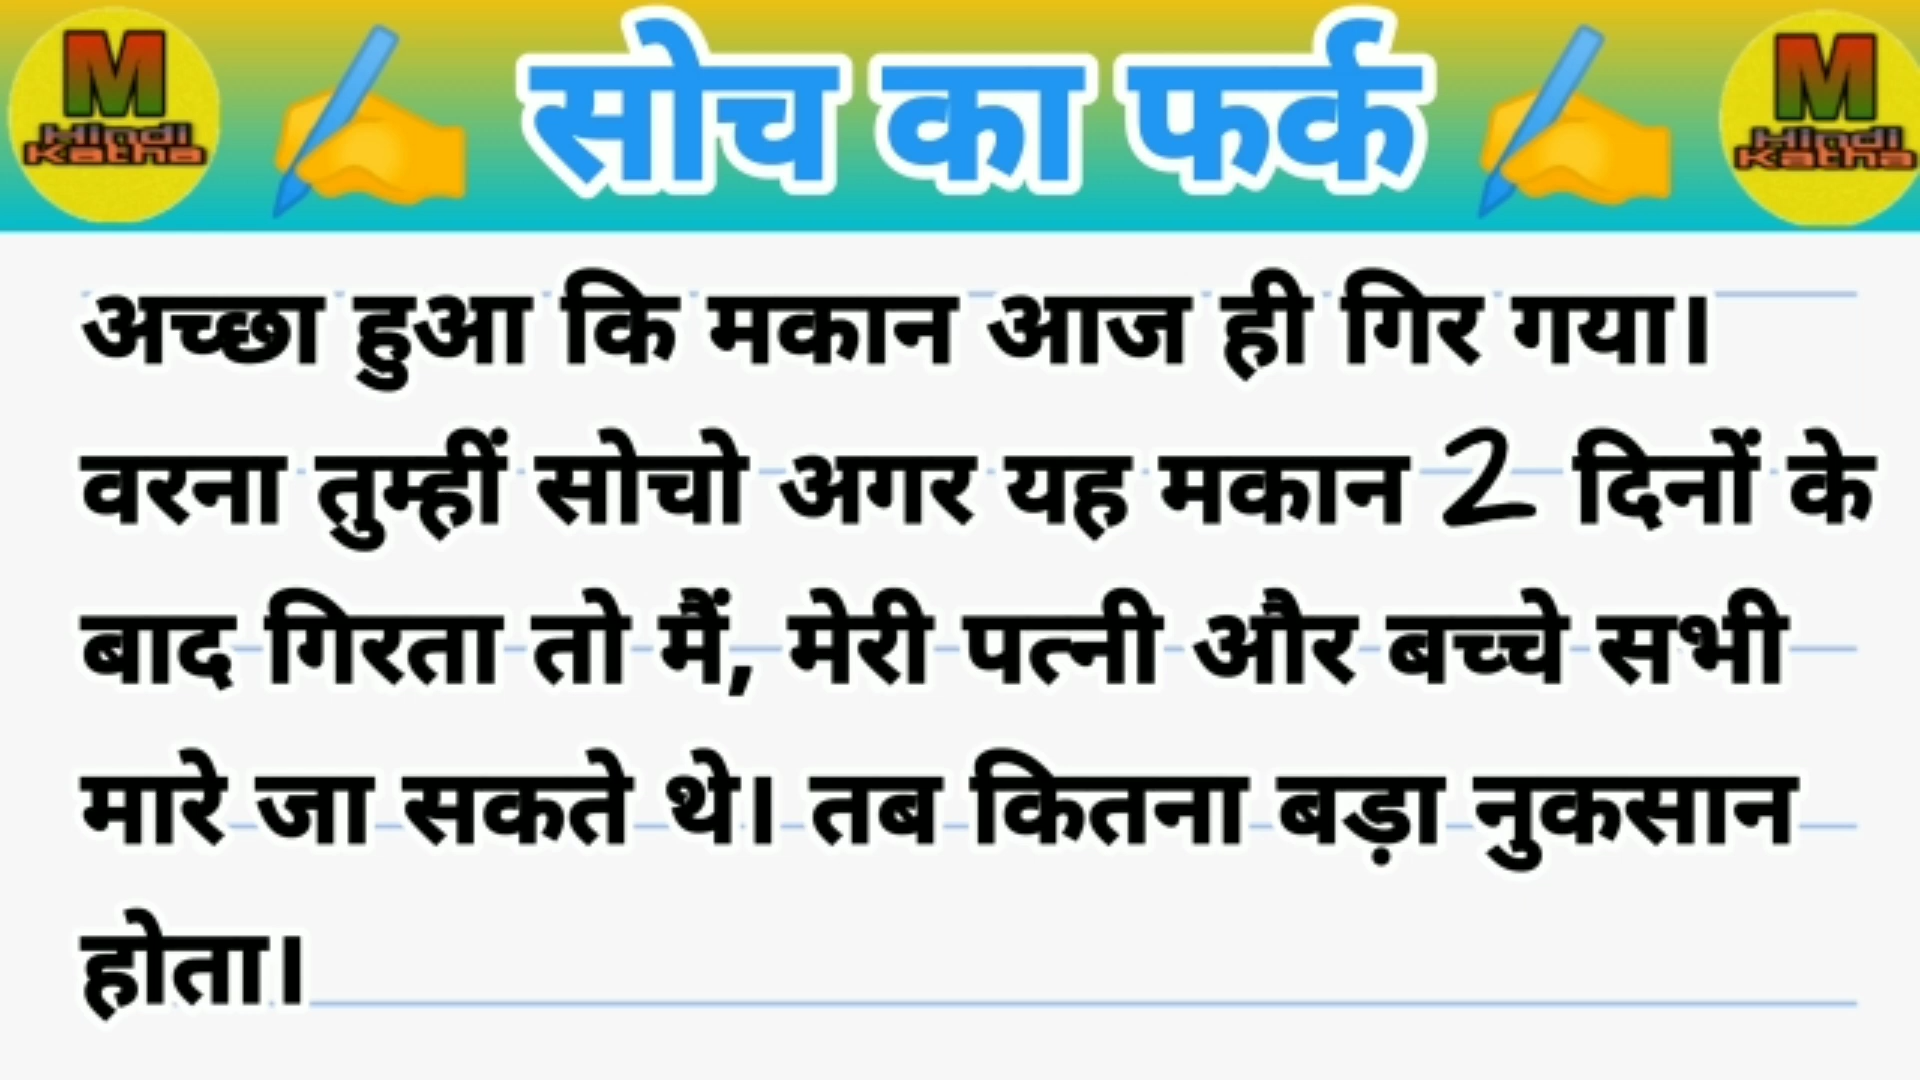 M Hindi Katha सोच का फर्क M Hindi Katha
अच्छा हुआ कि मकान आज ही गिर गया।
वरना तुम्हीं सोचो अगर यह मकान 2 दिनों के
बाद गिरता तो मैं, मेरी पत्नी और बच्चे सभी
मारे जा सकते थे। तब कितना बड़ा नुकसान
होता।